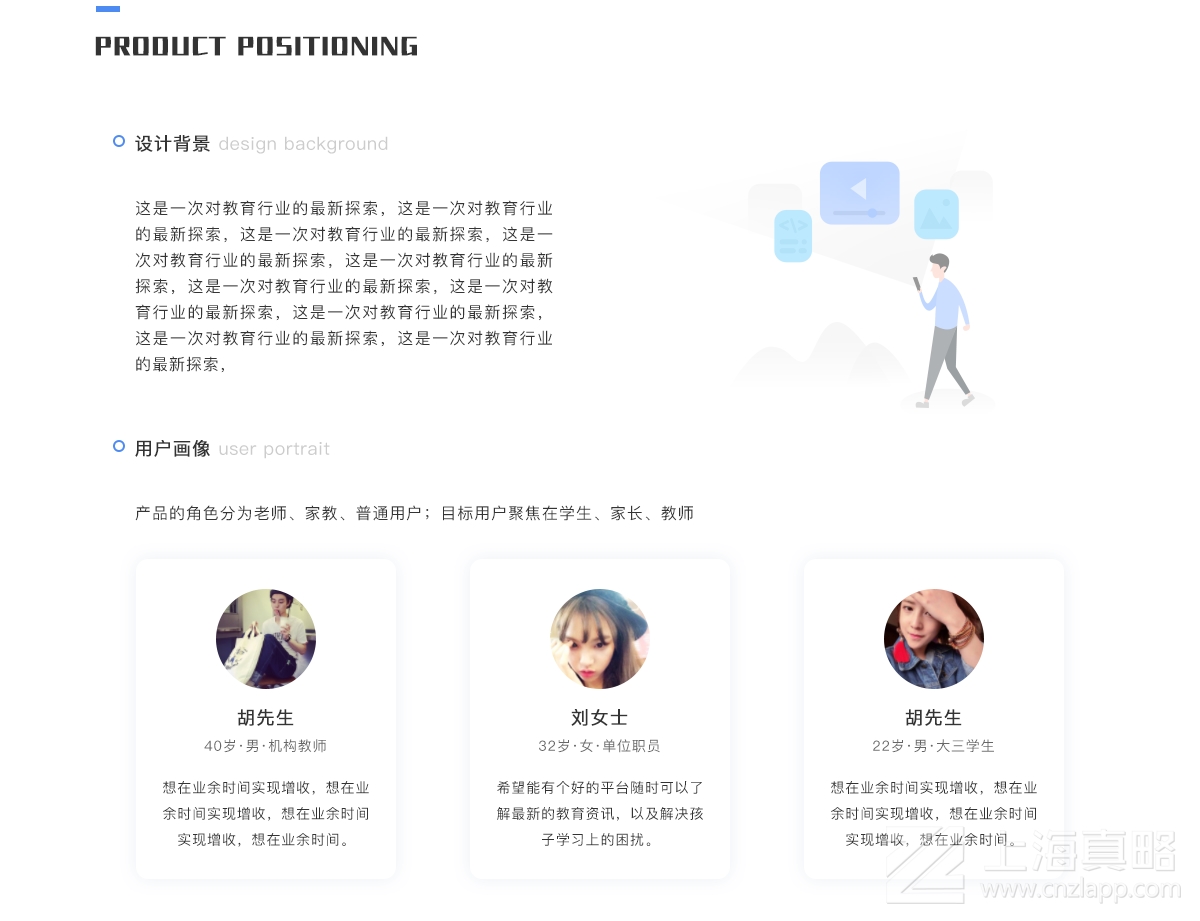 PRODUCT POSITIONING
设计背景 design background
这是一次对教育行业的最新探索，这是一次对教育行业
的最新探索，这是一次对教育行业的最新探索，这是一
次对教育行业的最新探索，这是一次对教育行业的最新
探索，这是一次对教育行业的最新探索，这是一次对教
育行业的最新探索，这是一次对教育行业的最新探索，
这是一次对教育行业的最新探索，这是一次对教育行业
的最新探索，
用户画像 user portrait
产品的角色分为老师、家教、普通用户；目标用户聚焦在学生、家长、教师
胡先生
40岁·男·机构教师
想在业余时间实现增收，想在业
余时间实现增收，想在业余时间
实现增收，想在业余时间。
刘女士
32岁·女·单位职员
希望能有个好的平台随时可以了
解最新的教育资讯，以及解决孩
子学习上的困扰。
胡先生
22岁·男·大三学生
想在业余时间实现增收，想在业
余时间实现增收，想在业余时间
实现增收，想在业余时间。
上海真略
www.cnzlapp.com